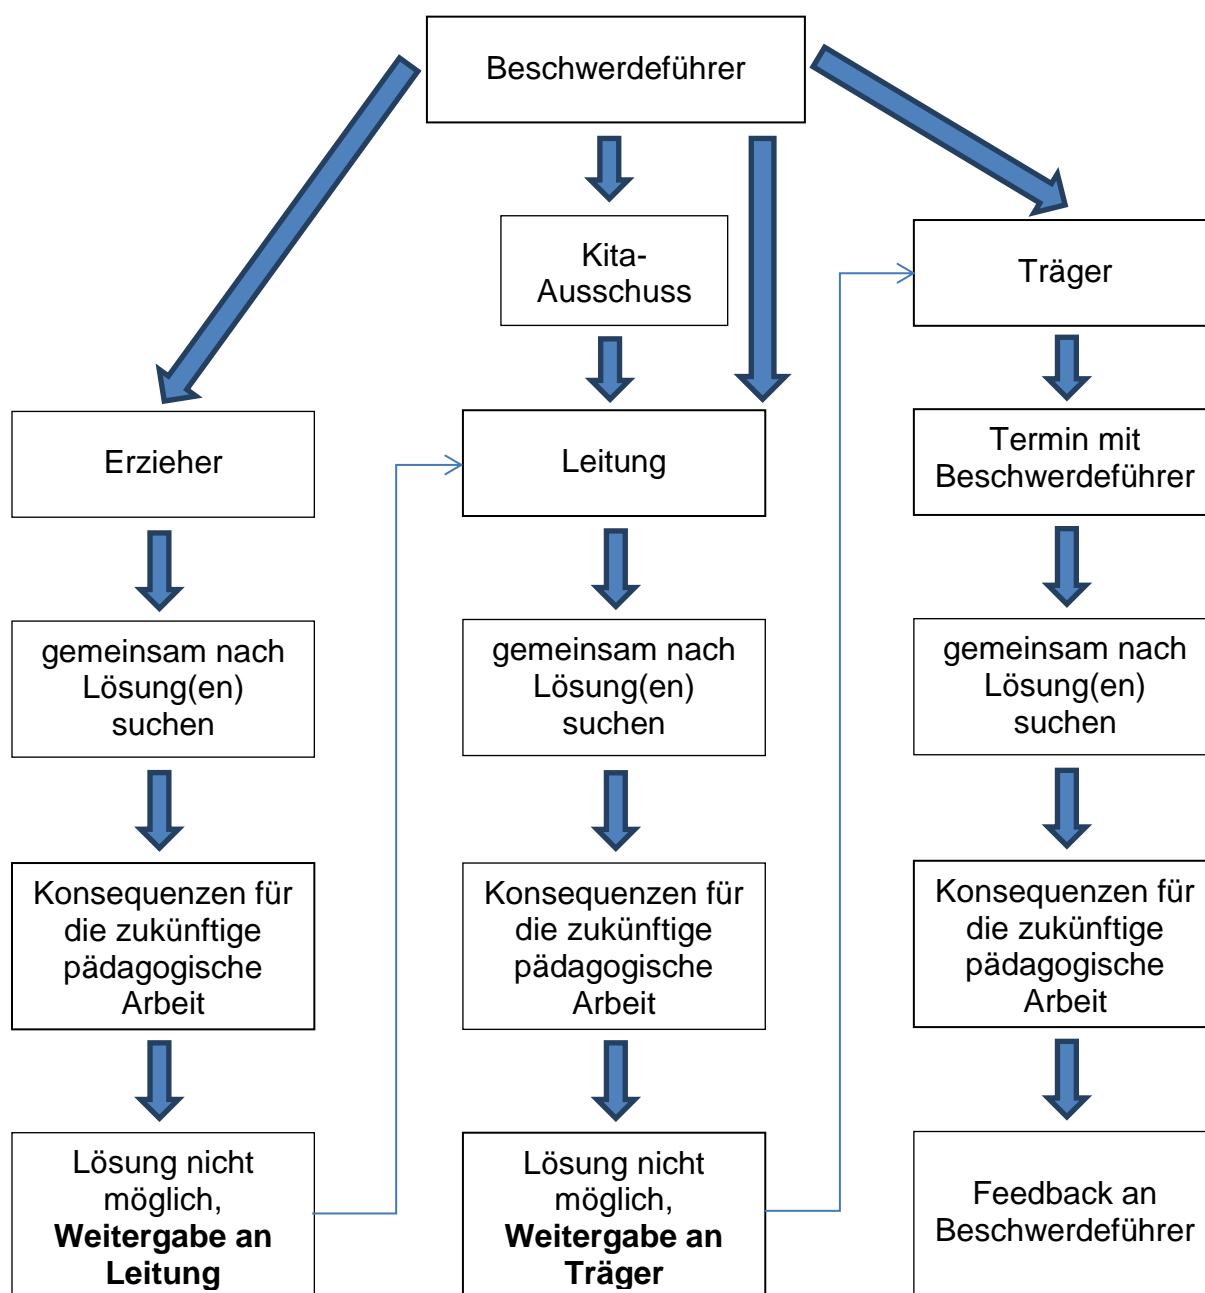 Beschwerdeführer
Kita-
Ausschuss
Träger
Erzieher
Leitung
Termin mit
Beschwerdeführer
gemeinsam nach
Lösung(en)
suchen
gemeinsam nach
Lösung(en)
suchen
gemeinsam nach
Lösung(en)
suchen
Konsequenzen für
die zukünftige
pädagogische
Arbeit
Konsequenzen für
die zukünftige
pädagogische
Arbeit
Konsequenzen für
die zukünftige
pädagogische
Arbeit
Lösung nicht
möglich,
Weitergabe an
Leitung
Lösung nicht
möglich,
Weitergabe an
Träger
Feedback an
Beschwerdeführer